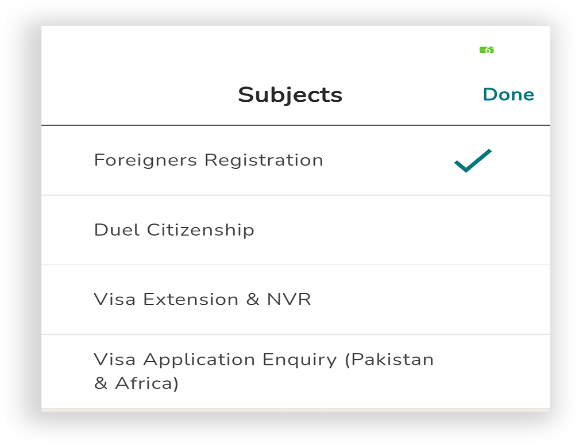 Subjects
Done
Foreigners Registration
Duel Citizenship
Visa Extension & NVR
Visa Application Enquiry (Pakistan
& Africa)